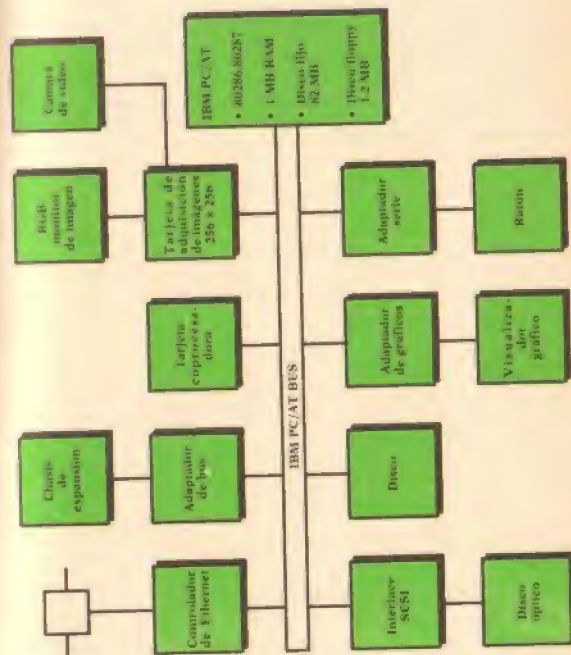 Cámara
de video
RGB
monitor
de imagen
Chasis
de
expansión
IBM PC/AT
• 80286/80287
• 1 MB RAM
• Disco fijo
62 MB
• Disco floppy
1.2 MB
Tarjeta de
adquisición
de imágenes
256 x 256
Tarjeta
coprocesa-
dora
Adaptador
de bus
Controlador
de Ethernet
IBM PC/AT BUS
Adaptador
serie
Adaptador
de gráficos
Disco
Interface
SCSI
Ratón
Visualiza-
dor
gráfico
Disco
óptico